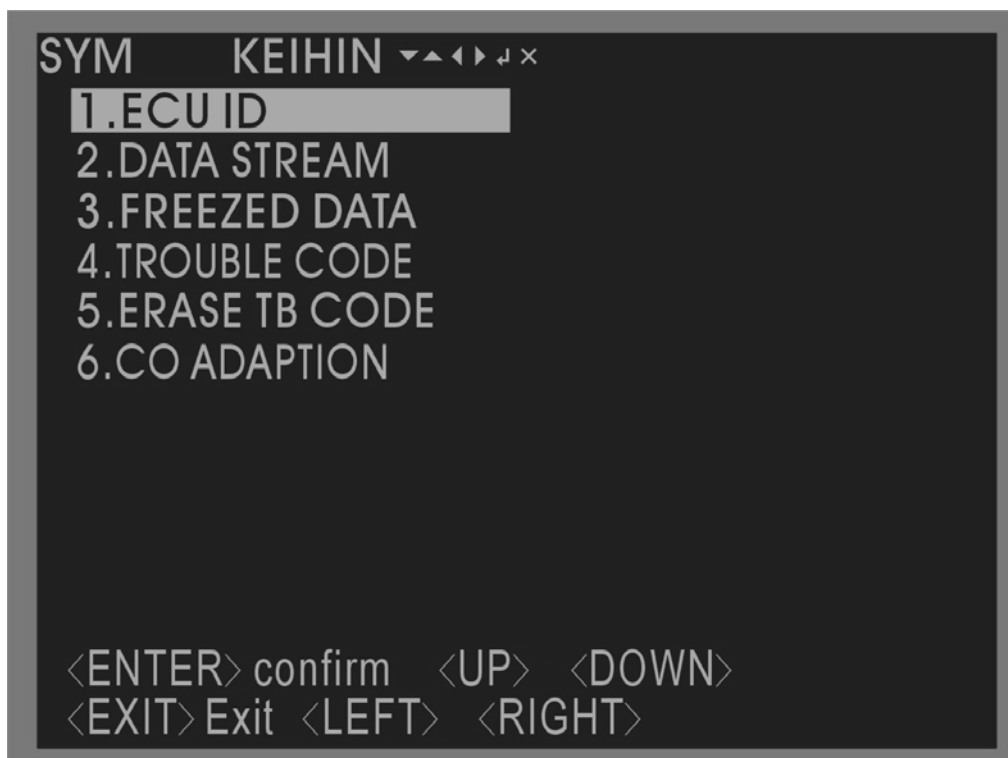 SYM KEIHIN ▼▲◀▶↲×
1.ECU ID
2.DATA STREAM
3.FREEZED DATA
4.TROUBLE CODE
5.ERASE TB CODE
6.CO ADAPTION
〈ENTER〉confirm 〈UP〉 〈DOWN〉
〈EXIT〉Exit 〈LEFT〉 〈RIGHT〉